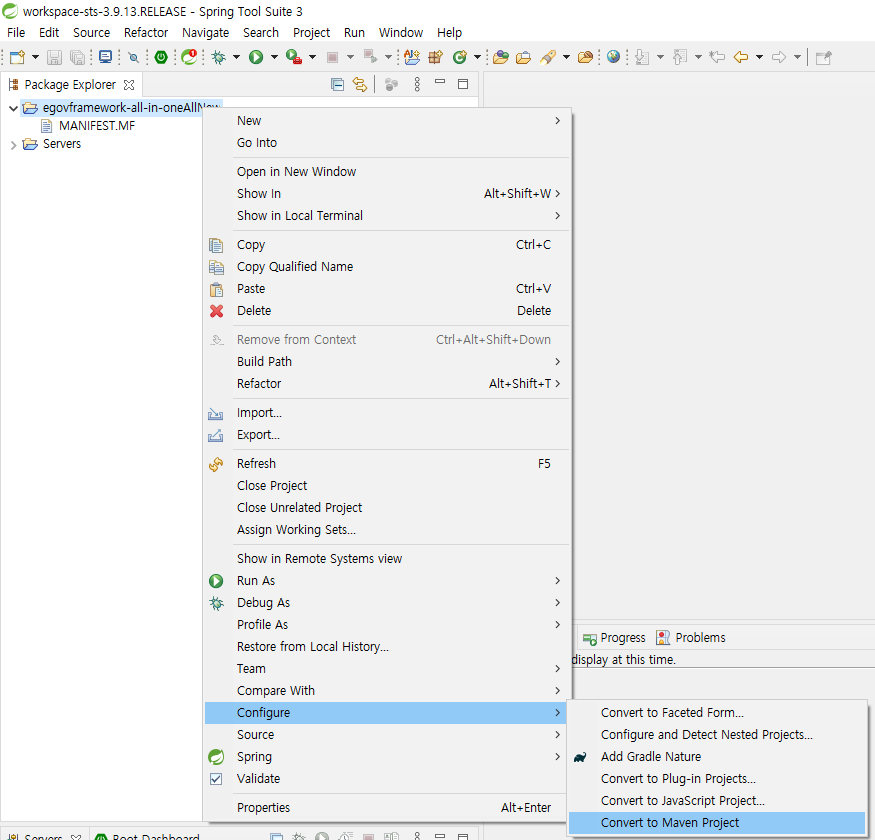 workspace-sts-3.9.13.RELEASE - Spring Tool Suite 3
File Edit Source Refactor Navigate Search Project Run Window Help
Package Explorer
egovframework-all-in-oneAllNew
MANIFEST.MF
Servers
New
Go Into
Open in New Window
Show In Alt+Shift+W
Show in Local Terminal
Copy Ctrl+C
Copy Qualified Name
Paste Ctrl+V
Delete Delete
Remove from Context Ctrl+Alt+Shift+Down
Build Path
Refactor Alt+Shift+T
Import...
Export...
Refresh F5
Close Project
Close Unrelated Project
Assign Working Sets...
Show in Remote Systems view
Run As
Debug As
Profile As
Restore from Local History...
Team
Compare With
Configure
Source
Spring
Validate
Properties Alt+Enter
Progress Problems
display at this time.
Convert to Faceted Form...
Configure and Detect Nested Projects...
Add Gradle Nature
Convert to Plug-in Projects...
Convert to JavaScript Project...
Convert to Maven Project
Servers Boot Dashboard